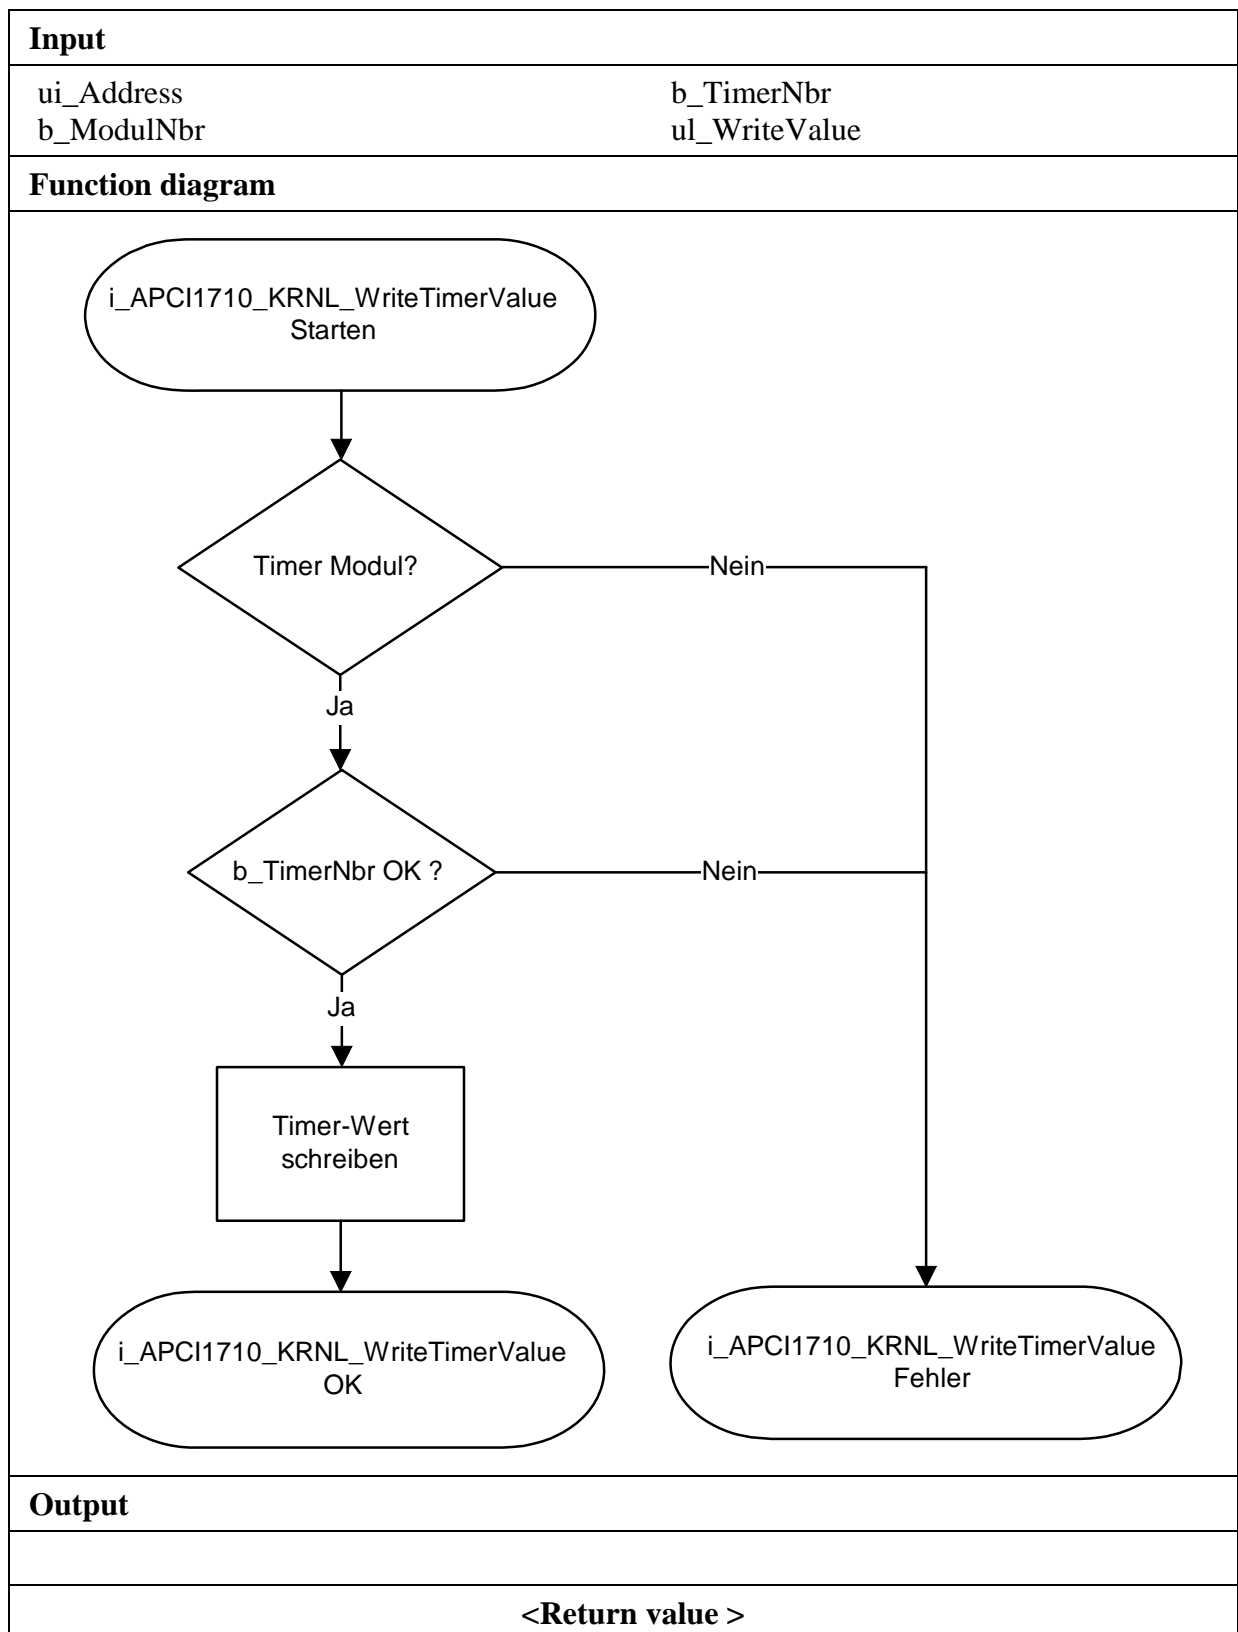 Input
ui_Address
b_TimerNbr
b_ModulNbr
ul_WriteValue
Function diagram
i_APCI1710_KRNL_WriteTimerValue
Starten
Timer Modul?
Nein
Ja
b_TimerNbr OK ?
Nein
Ja
Timer-Wert
schreiben
i_APCI1710_KRNL_WriteTimerValue
OK
i_APCI1710_KRNL_WriteTimerValue
Fehler
Output
<Return value >